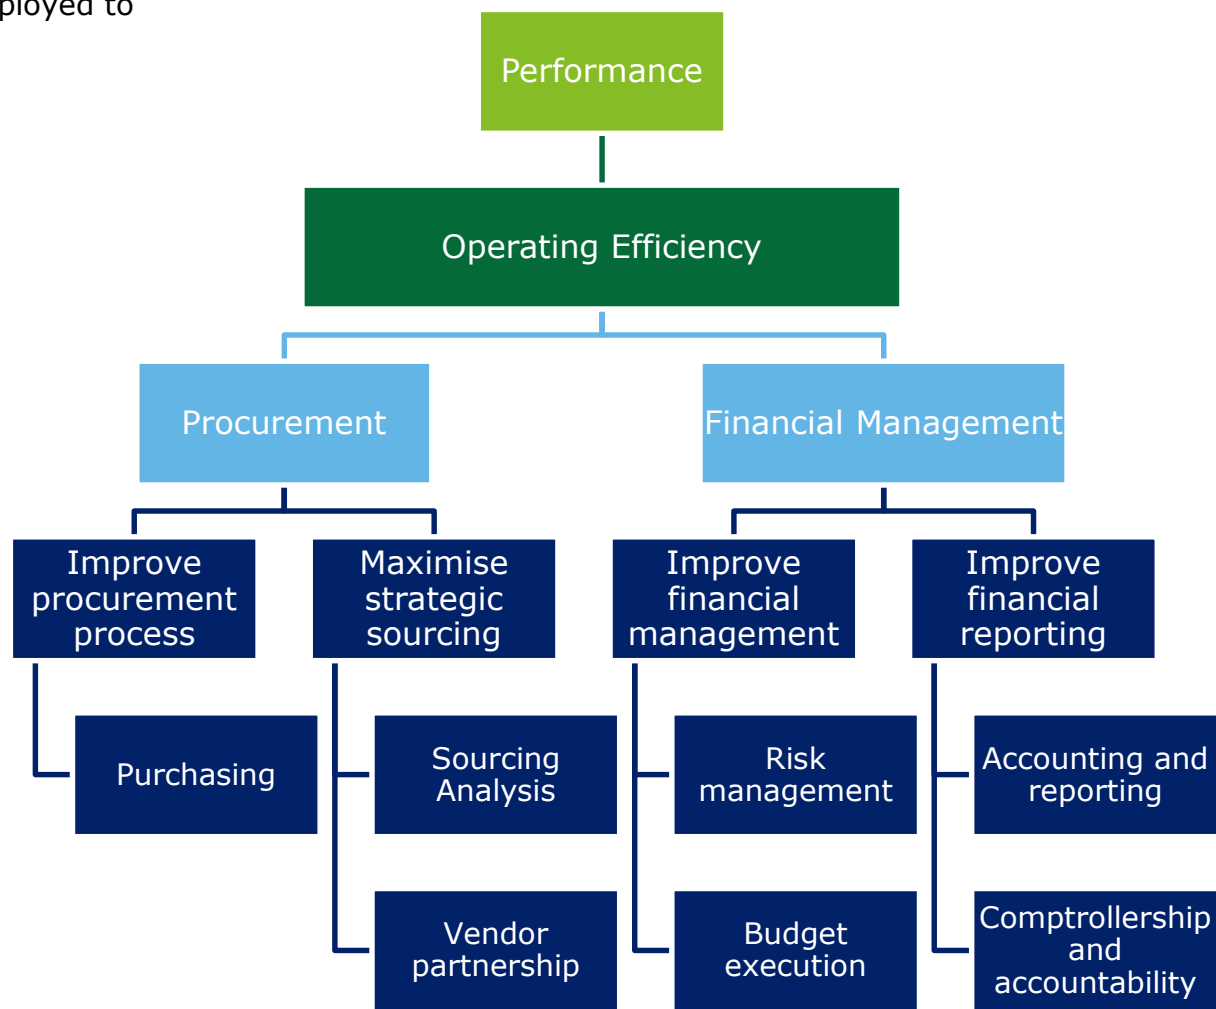 ployed to
Performance
Operating Efficiency
Procurement
Financial Management
Improve
procurement
process
Maximise
strategic
sourcing
Improve
financial
management
Improve
financial
reporting
Purchasing
Sourcing
Analysis
Risk
management
Accounting and
reporting
Vendor
partnership
Budget
execution
Comptrollership
and
accountability